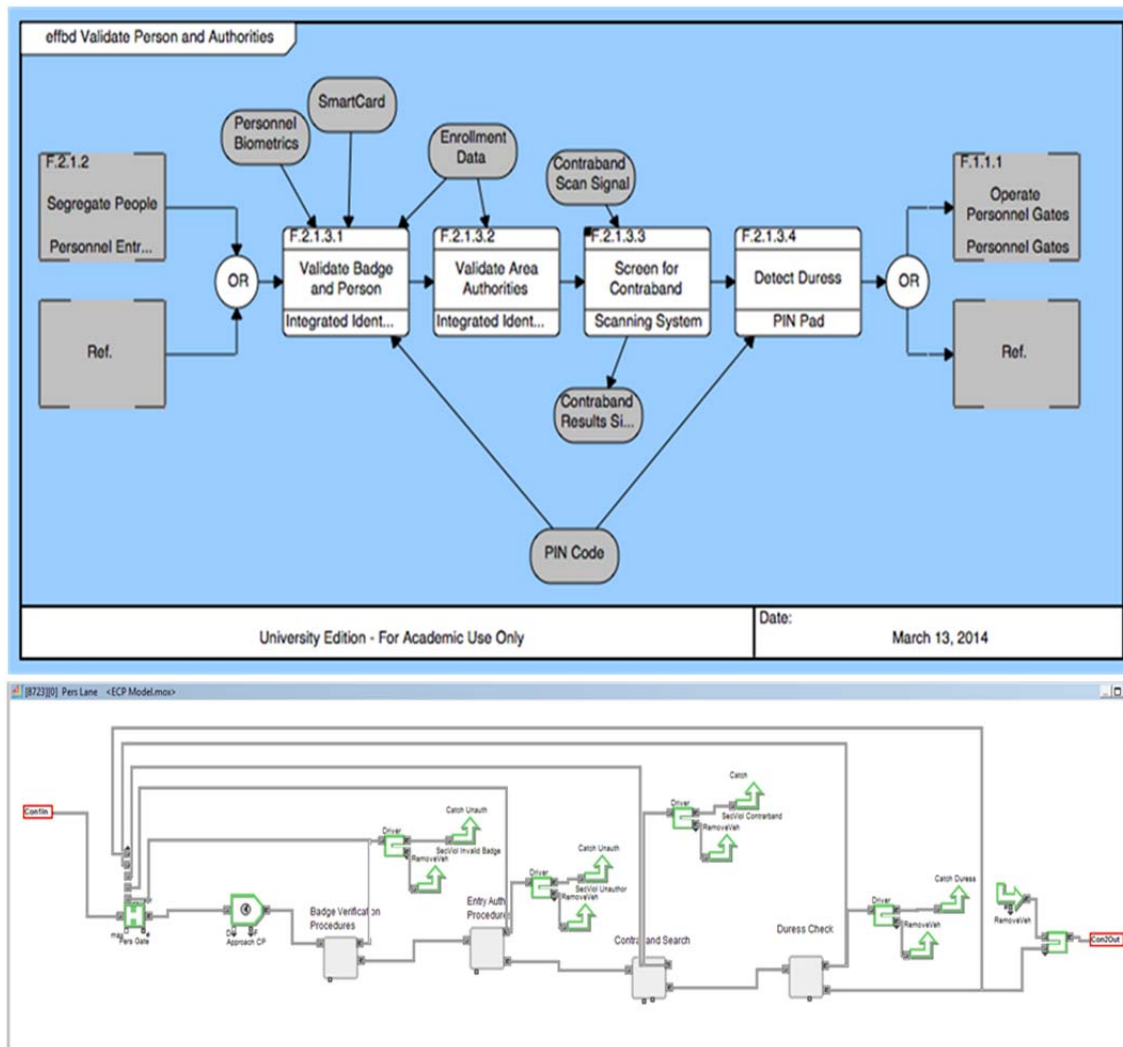 effbd Validate Person and Authorities
SmartCard
Personnel
Biometrics
Enrollment
Data
Contraband
Scan Signal
F.2.1.2
Segregate People
Personnel Entr...
F.1.1.1
Operate
Personnel Gates
Personnel Gates
OR
F.2.1.3.1
Validate Badge
and Person
Integrated Ident...
F.2.1.3.2
Validate Area
Authorities
Integrated Ident...
F.2.1.3.3
Screen for
Contraband
Scanning System
F.2.1.3.4
Detect Duress
PIN Pad
OR
Ref.
Ref.
Contraband
Results Si...
PIN Code
University Edition - For Academic Use Only
Date:
March 13, 2014
[8723][0] Pers Lane <ECP Model.mox>
Con1In
Pers Gate
Approach CP
Badge Verification
Procedures
Driver
Catch Unauth
SecViol Invalid Badge
RemoveVeh
Entry Auth
Procedures
Driver
Catch Unauth
SecViol Unauthor
RemoveVeh
Contraband Search
Driver
Catch
SecViol Contrarband
RemoveVeh
Duress Check
Driver
Catch Duress
RemoveVeh
RemoveVeh
Con2Out